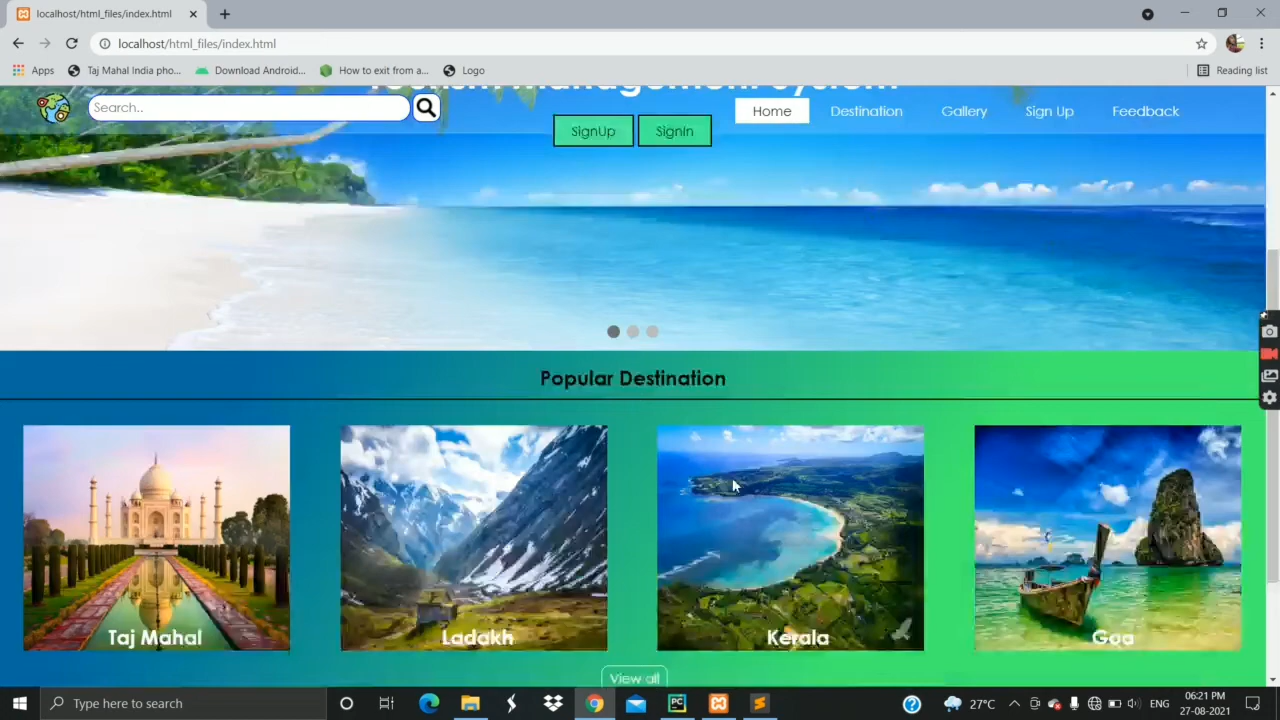 localhost/html_files/index.html
localhost/html_files/index.html
Apps
Taj Mahal India pho...
Download Android...
How to exit from a...
Logo
Reading list
Search..
Home
Destination
Gallery
Sign Up
Feedback
SignUp
SignIn
Popular Destination
Taj Mahal
Ladakh
Kerala
Goa
View all
Type here to search
PC
27°C
ENG
06:21 PM
27-08-2021